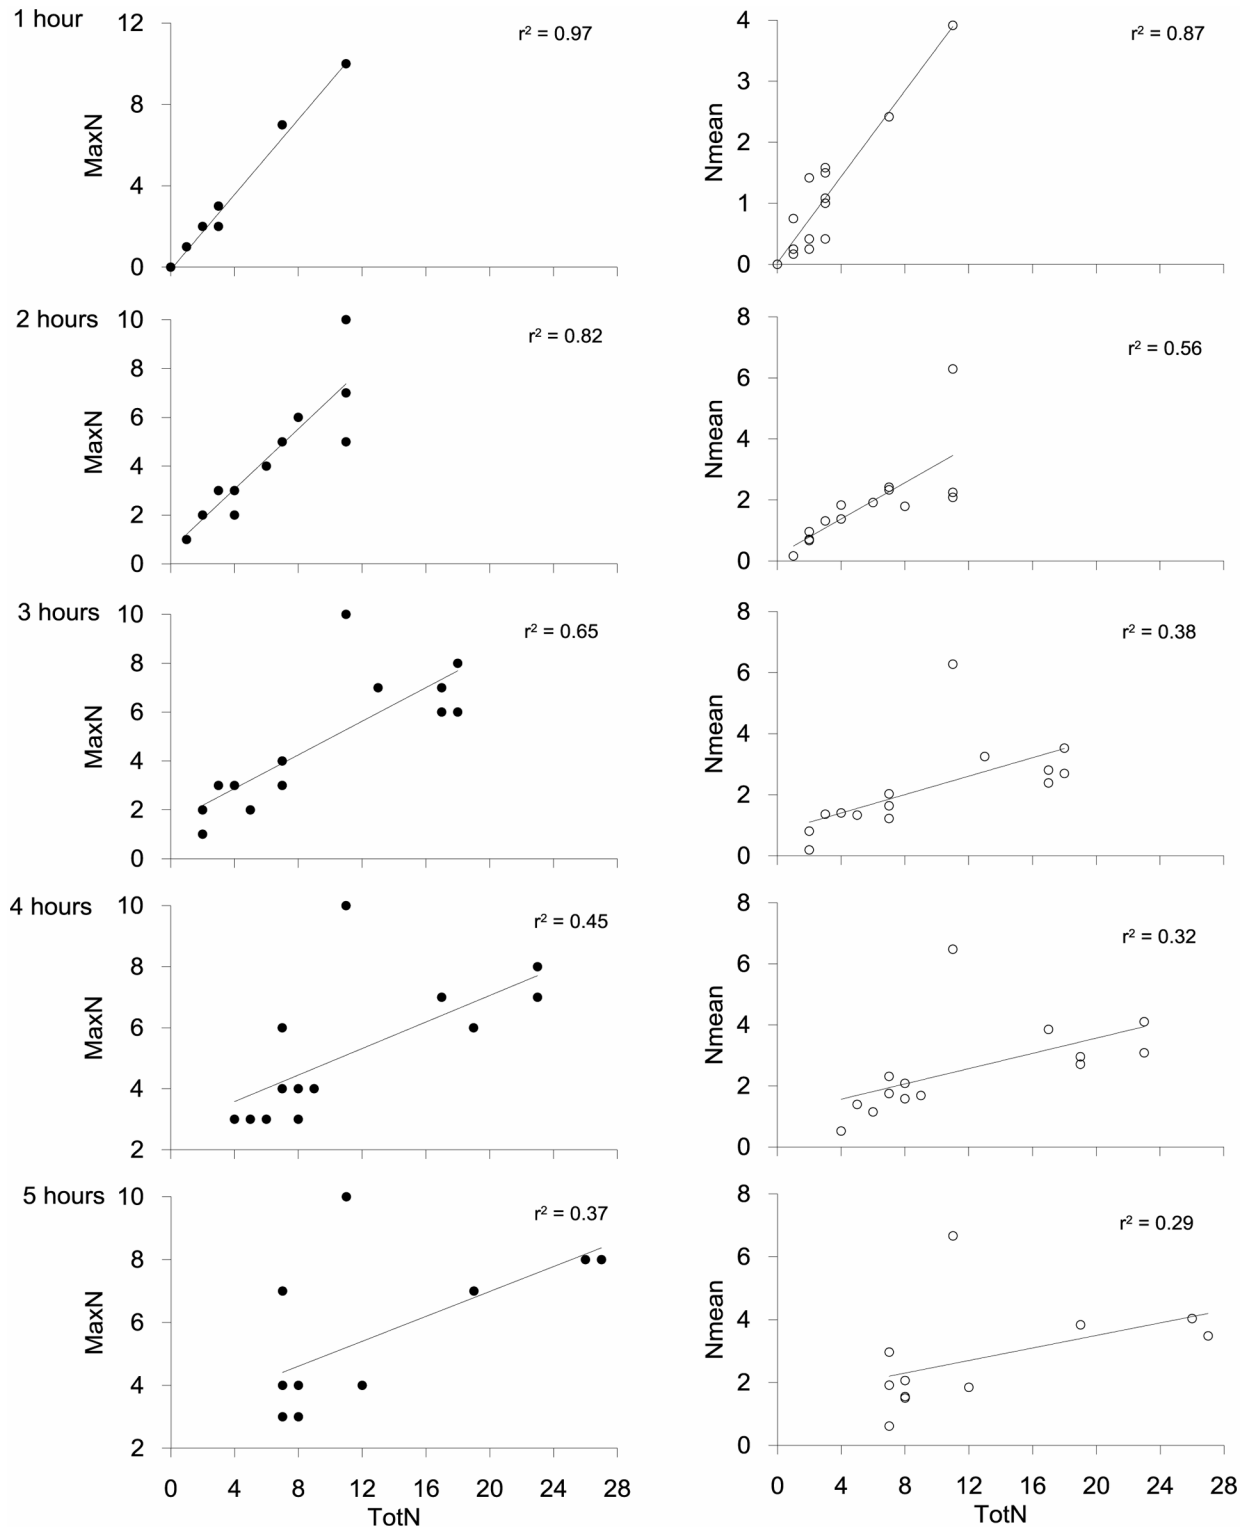 1 hour
12
8
4
0
MaxN
r² = 0.97
4
3
2
1
0
Nmean
r² = 0.87
2 hours
10
8
6
4
2
0
MaxN
r² = 0.82
8
6
4
2
0
Nmean
r² = 0.56
3 hours
10
8
6
4
2
0
MaxN
r² = 0.65
8
6
4
2
0
Nmean
r² = 0.38
4 hours
10
8
6
4
2
MaxN
r² = 0.45
8
6
4
2
0
Nmean
r² = 0.32
5 hours
10
8
6
4
2
MaxN
r² = 0.37
0 4 8 12 16 20 24 28
TotN
8
6
4
2
0
Nmean
r² = 0.29
0 4 8 12 16 20 24 28
TotN